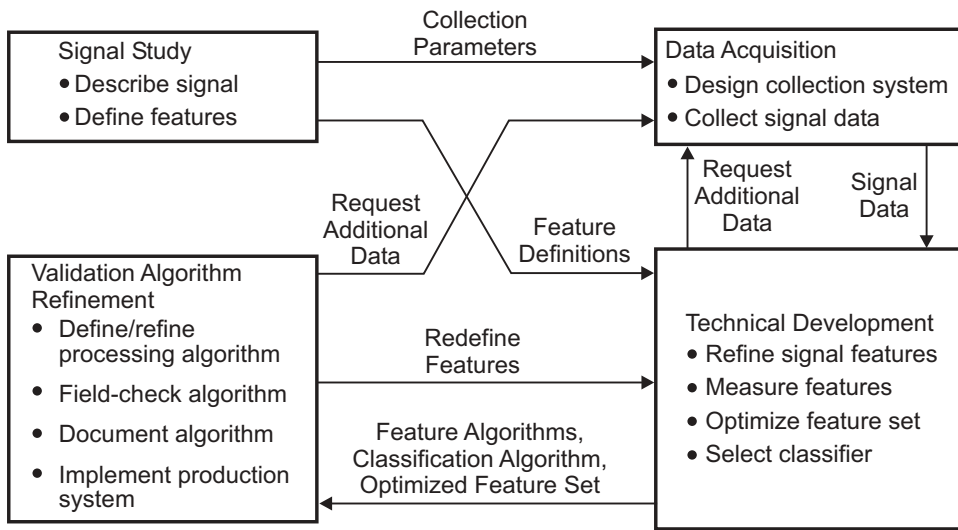 Collection
Parameters
Signal Study
• Describe signal
• Define features
Data Acquisition
• Design collection system
• Collect signal data
Request
Additional
Data
Feature
Definitions
Request
Additional
Data
Signal
Data
Validation Algorithm
Refinement
• Define/refine
processing algorithm
• Field-check algorithm
• Document algorithm
• Implement production
system
Redefine
Features
Feature Algorithms,
Classification Algorithm,
Optimized Feature Set
Technical Development
• Refine signal features
• Measure features
• Optimize feature set
• Select classifier